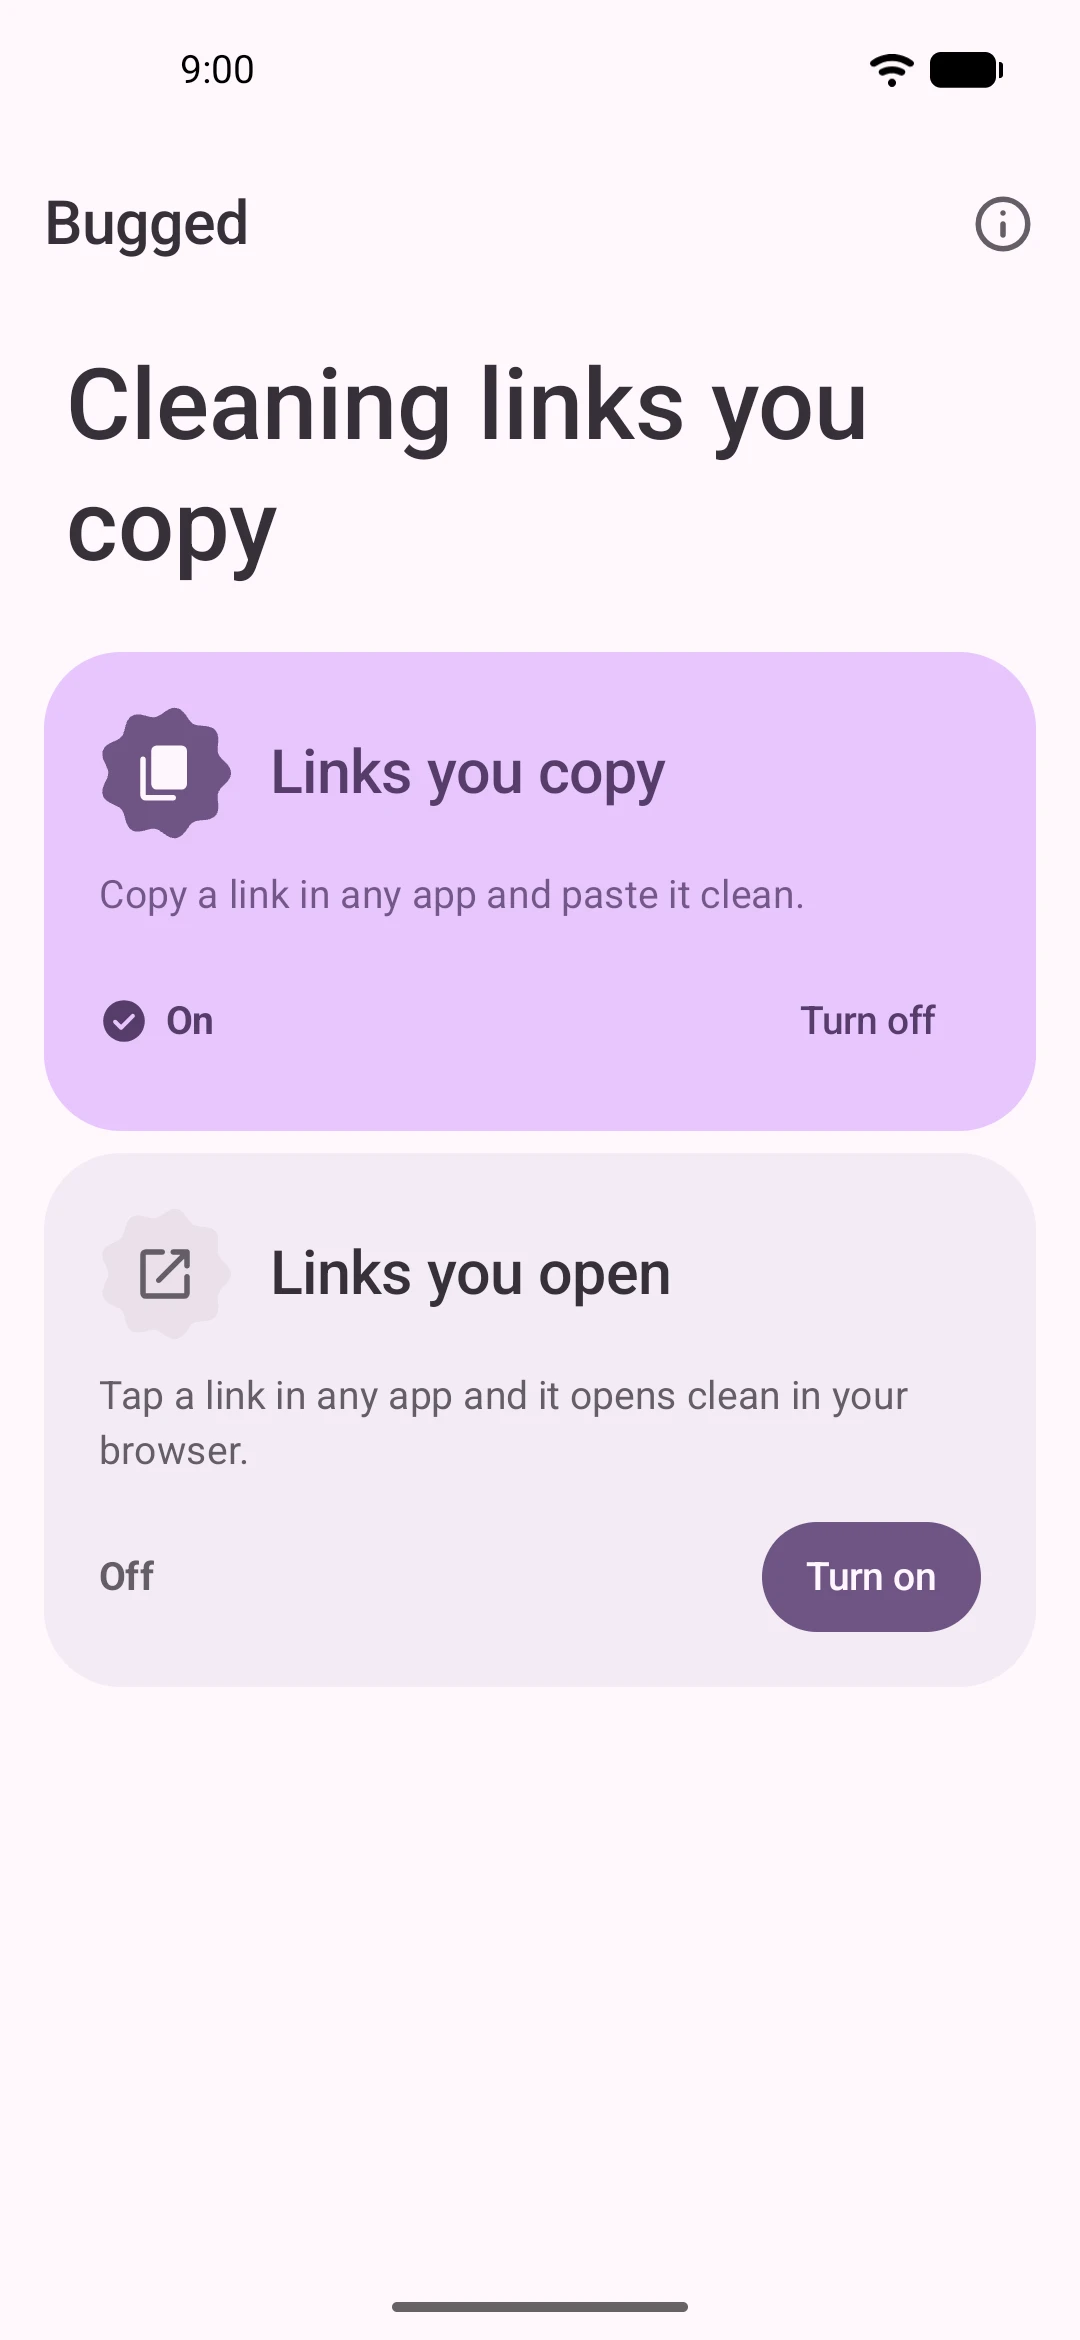 9:00
Bugged
Cleaning links you
copy
Links you copy
Copy a link in any app and paste it clean.
On
Turn off
Links you open
Tap a link in any app and it opens clean in your
browser.
Off
Turn on